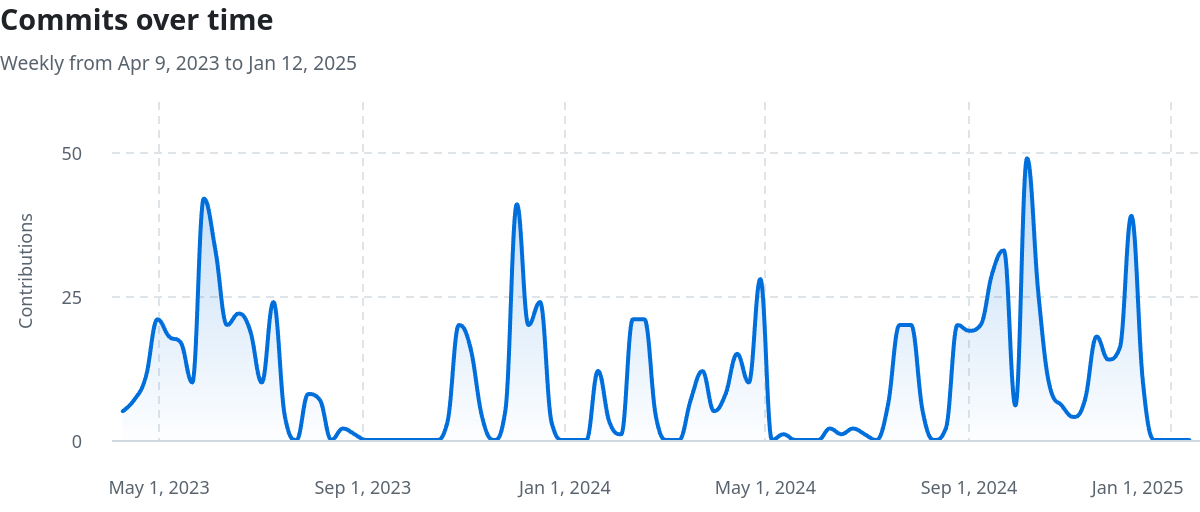 Commits over time
Weekly from Apr 9, 2023 to Jan 12, 2025
Contributions
50
25
0
May 1, 2023 Sep 1, 2023 Jan 1, 2024 May 1, 2024 Sep 1, 2024 Jan 1, 2025